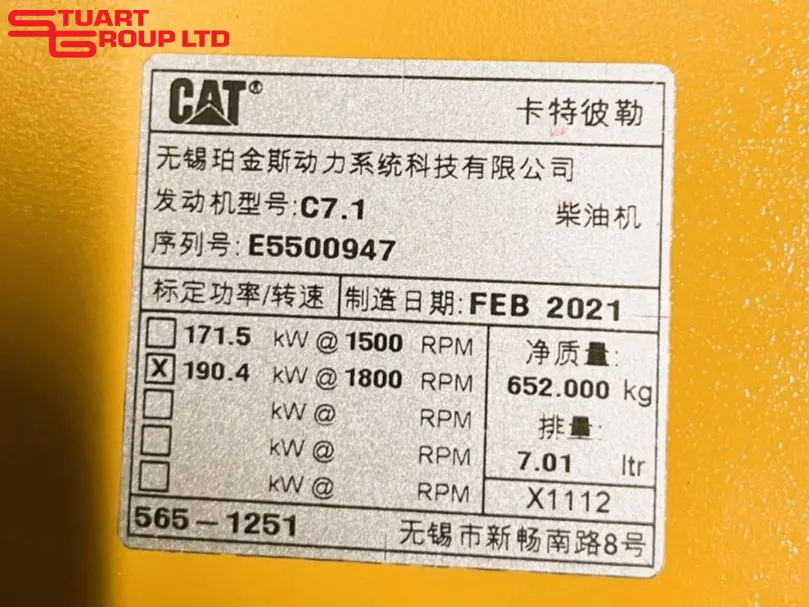 STUART
GROUP LTD
CAT® 卡特彼勒
无锡珀金斯动力系统科技有限公司
发动机型号:C7.1 柴油机
序列号:E5500947
标定功率/转速 制造日期:FEB 2021
171.5 kW @ 1500 RPM 净质量:
X 190.4 kW @ 1800 RPM 652.000 kg
kW @ RPM 排量:
kW @ RPM 7.01 ltr
kW @ RPM X1112
565-1251 无锡市新畅南路8号